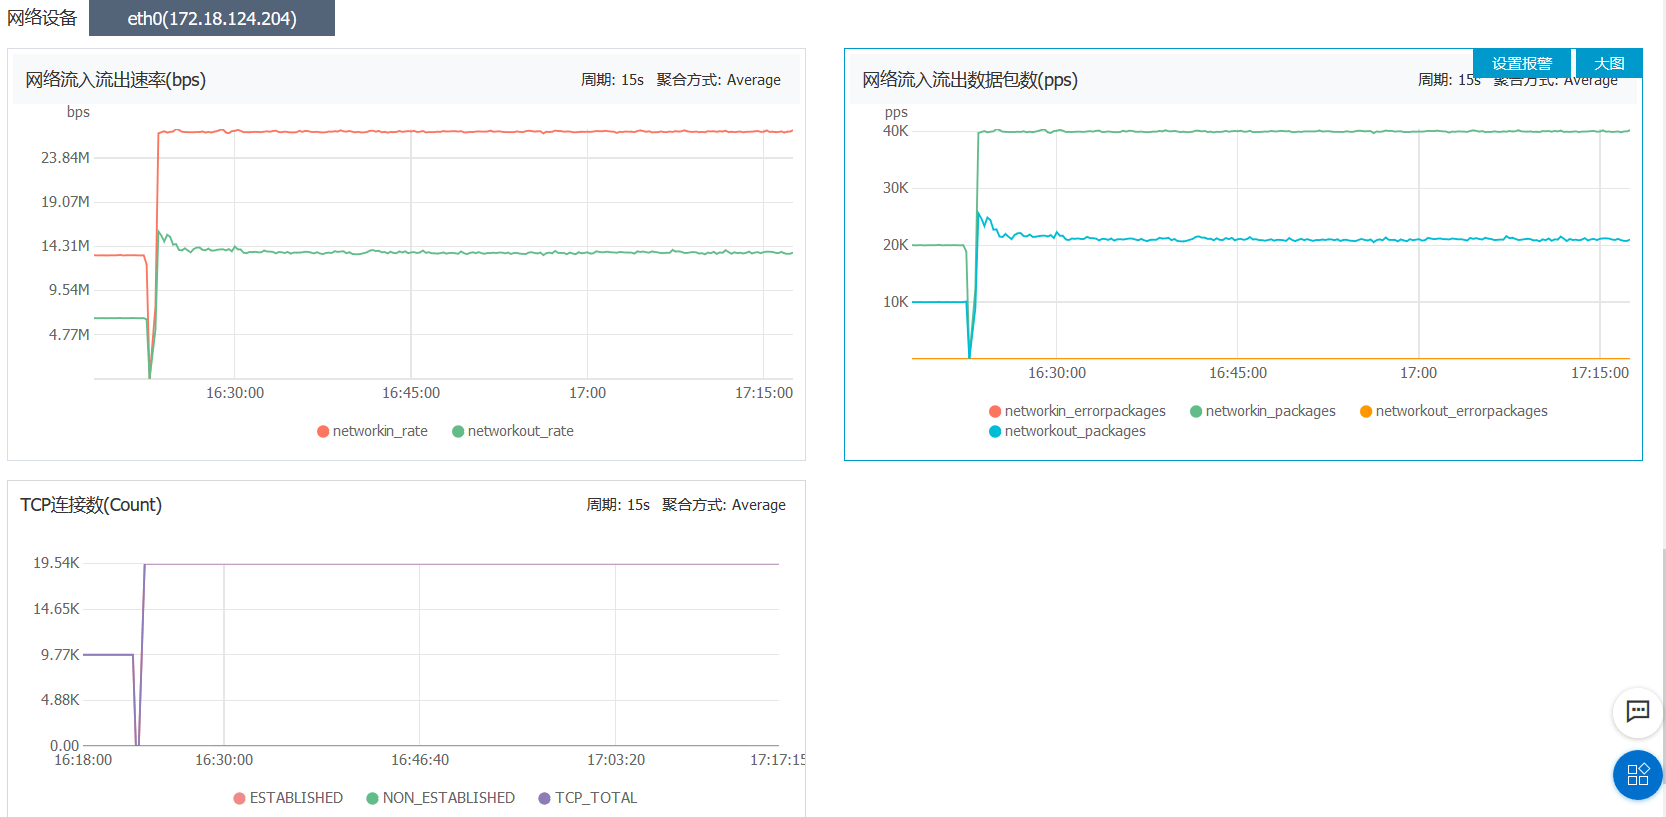 网络设备
eth0(172.18.124.204)
网络流入流出速率(bps)
周期: 15s 聚合方式: Average
bps
23.84M
19.07M
14.31M
9.54M
4.77M
16:30:00
16:45:00
17:00
17:15:00
networkin_rate
networkout_rate
设置报警
大图
网络流入流出数据包数(pps)
周期: 15s 聚合方式: Average
pps
40K
30K
20K
10K
16:30:00
16:45:00
17:00
17:15:00
networkin_errorpackages
networkin_packages
networkout_errorpackages
networkout_packages
TCP连接数(Count)
周期: 15s 聚合方式: Average
19.54K
14.65K
9.77K
4.88K
0.00
16:18:00
16:30:00
16:46:40
17:03:20
17:17:15
ESTABLISHED
NON_ESTABLISHED
TCP_TOTAL